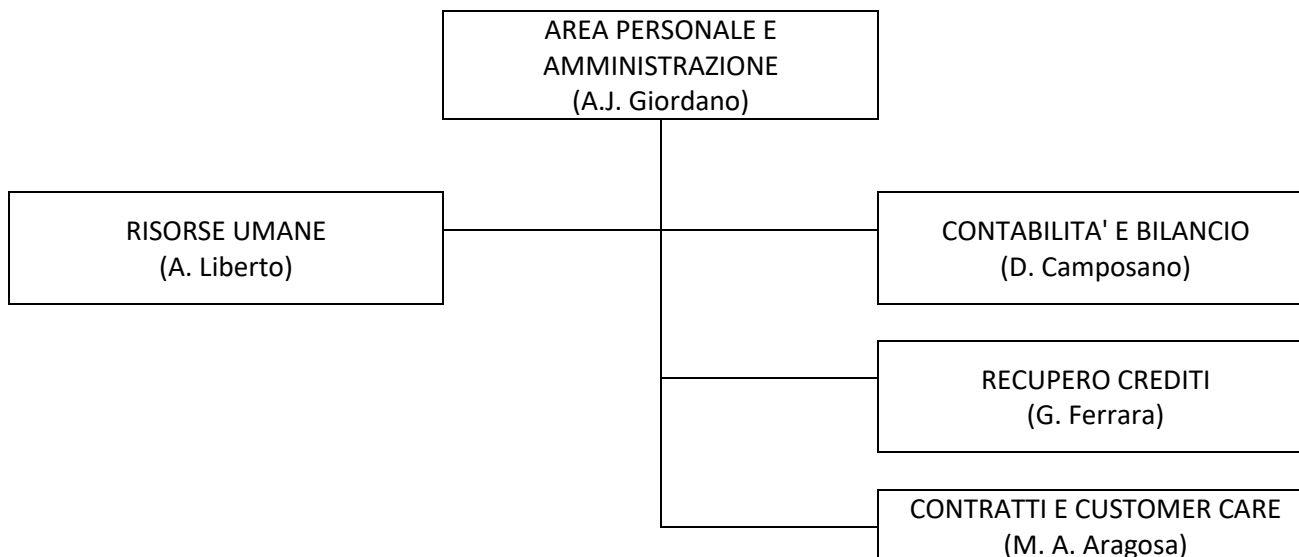 AREA PERSONALE E
AMMINISTRAZIONE
(A.J. Giordano)
RISORSE UMANE
(A. Liberto)
CONTABILITA' E BILANCIO
(D. Camposano)
RECUPERO CREDITI
(G. Ferrara)
CONTRATTI E CUSTOMER CARE
(M. A. Aragosa)